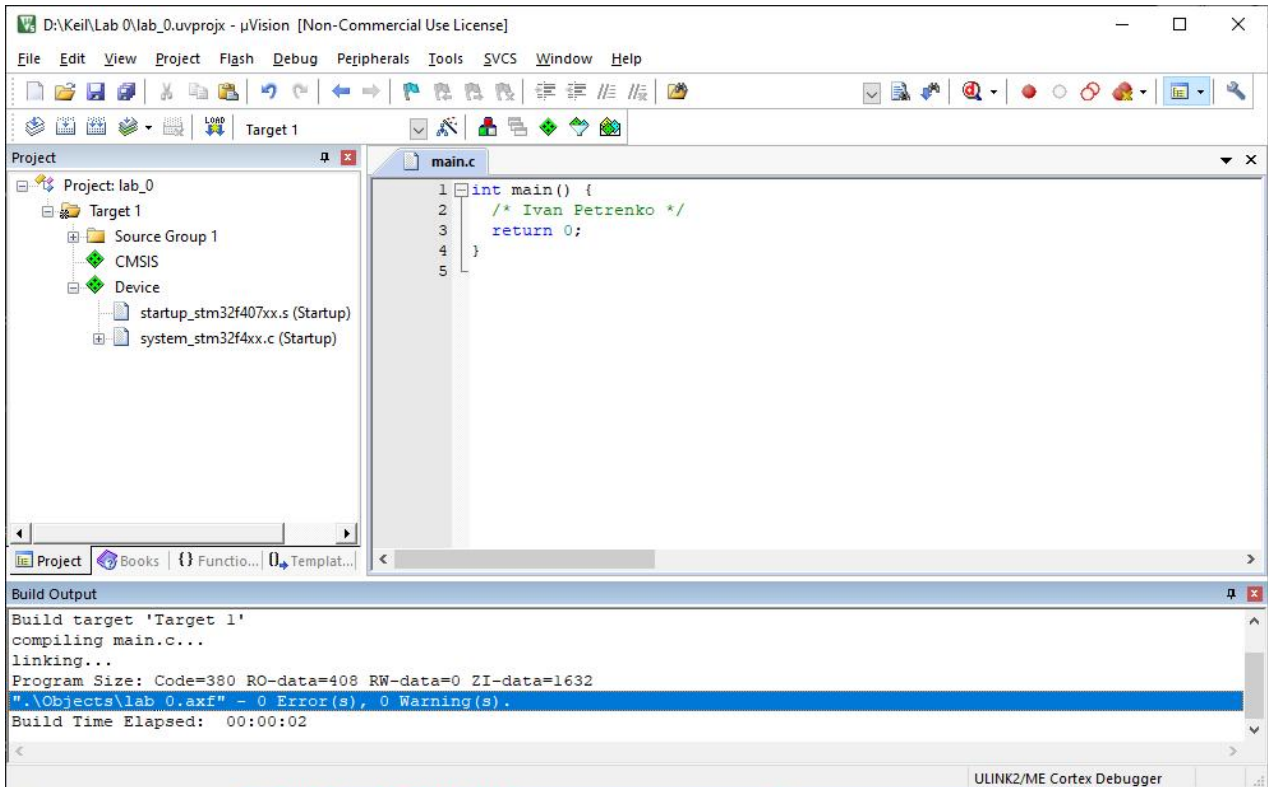 D:\Keil\Lab 0\lab_0.uvprojx - µVision [Non-Commercial Use License]
File Edit View Project Flash Debug Peripherals Tools SVCS Window Help
LOAD Target 1
Project
Project: lab_0
Target 1
Source Group 1
CMSIS
Device
startup_stm32f407xx.s (Startup)
system_stm32f4xx.c (Startup)
Project Books {} Functio... 0 Templat...
main.c
1 int main() {
2 /* Ivan Petrenko */
3 return 0;
4 }
5
Build Output
Build target 'Target 1'
compiling main.c...
linking...
Program Size: Code=380 RO-data=408 RW-data=0 ZI-data=1632
".\Objects\lab 0.axf" - 0 Error(s), 0 Warning(s).
Build Time Elapsed:  00:00:02
ULINK2/ME Cortex Debugger